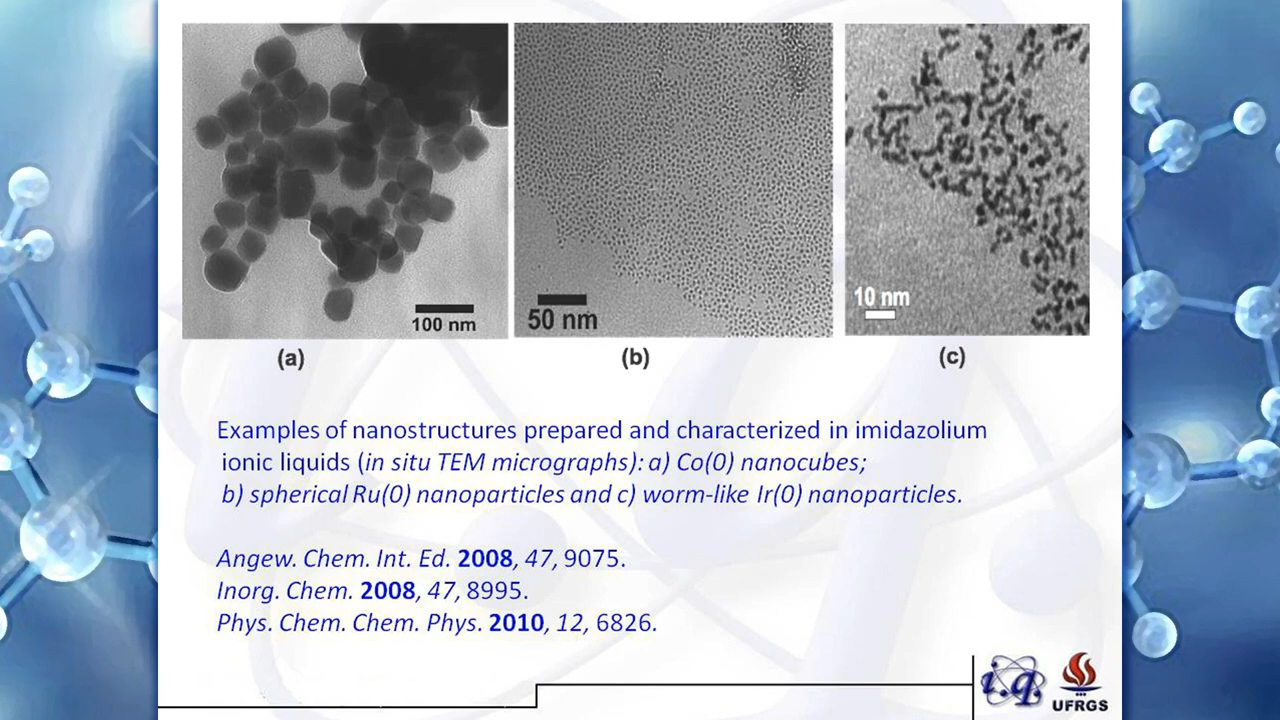 100 nm
50 nm
10 nm
(a)
(b)
(c)
Examples of nanostructures prepared and characterized in imidazolium
ionic liquids (in situ TEM micrographs): a) Co(0) nanocubes;
b) spherical Ru(0) nanoparticles and c) worm-like Ir(0) nanoparticles.
Angew. Chem. Int. Ed. 2008, 47, 9075.
Inorg. Chem. 2008, 47, 8995.
Phys. Chem. Chem. Phys. 2010, 12, 6826.
i.q.
UFRGS